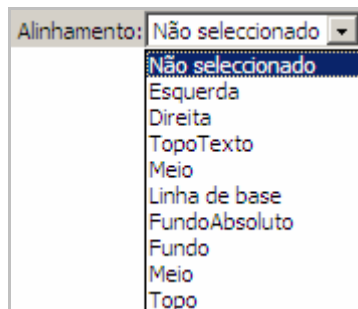 Alinhamento: Não seleccionado
Não seleccionado
Esquerda
Direita
TopoTexto
Meio
Linha de base
FundoAbsoluto
Fundo
Meio
Topo